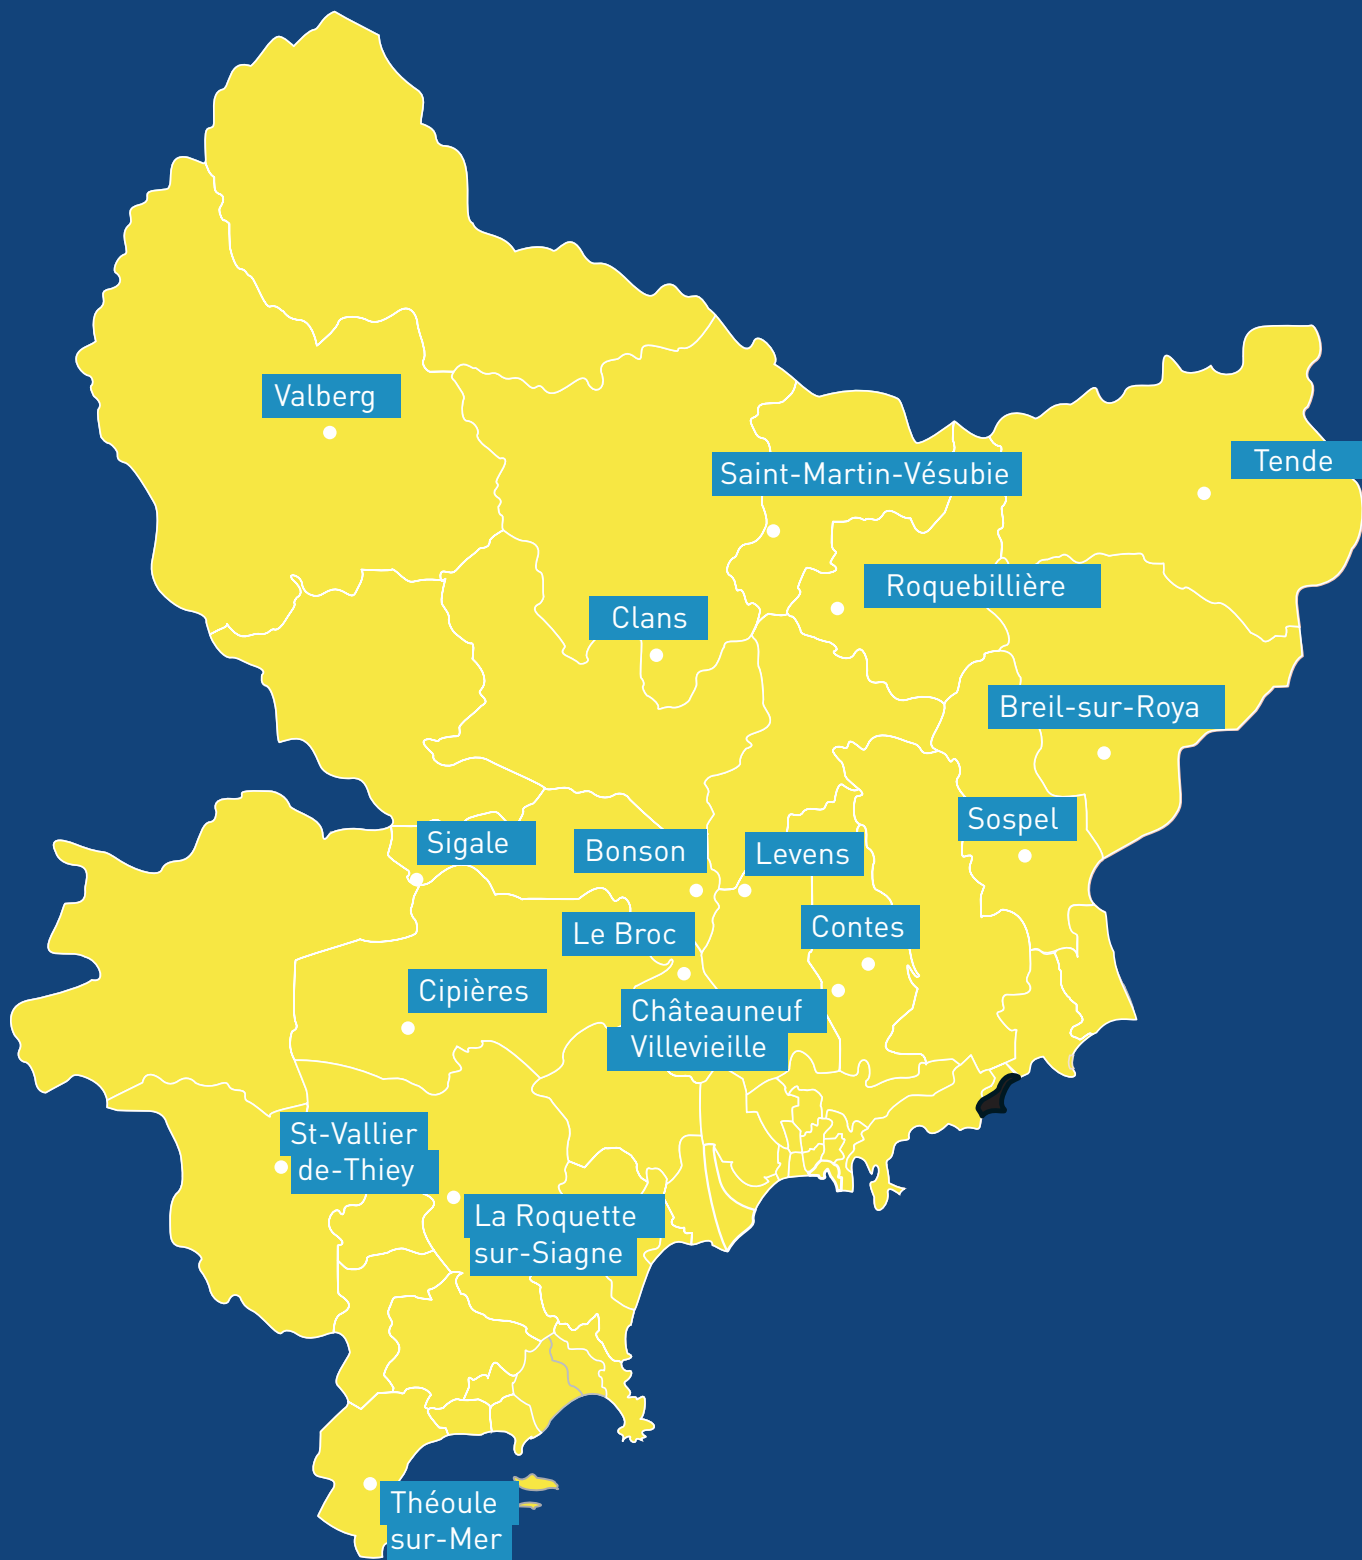 Valberg
Tende
Saint-Martin-Vésubie
Roquebillière
Clans
Breil-sur-Roya
Sospel
Sigale
Bonson
Levens
Contes
Le Broc
Cipières
Châteauneuf
Villevieille
St-Vallier
de-Thiey
La Roquette
sur-Siagne
Théoule
sur-Mer